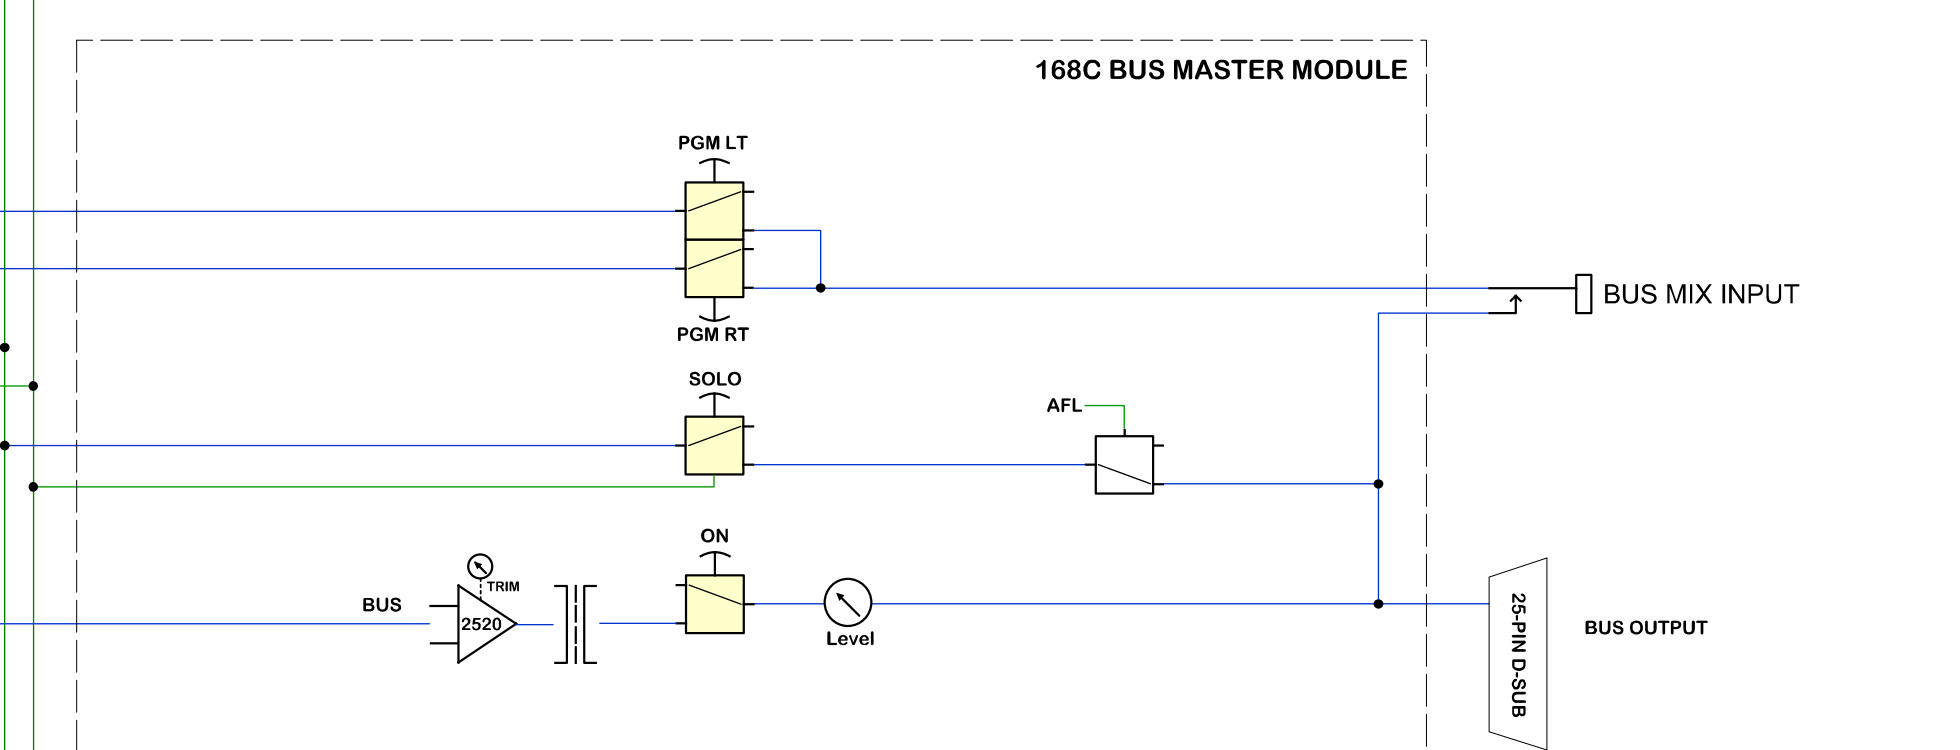 168C BUS MASTER MODULE
PGM LT
BUS MIX INPUT
PGM RT
SOLO
AFL
ON
TRIM
BUS
2520
Level
25-PIN D-SUB
BUS OUTPUT